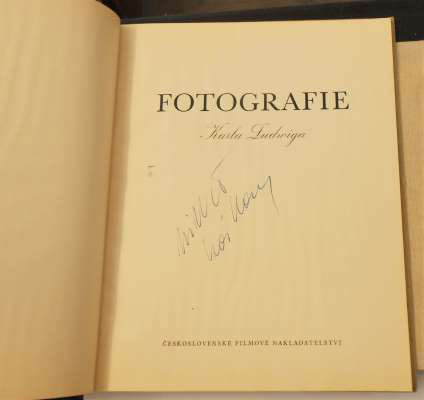 FOTOGRAFIE
Karla Ludwiga
ČESKOSLOVENSKÉ FILMOVÉ NAKLADATELSTVÍ